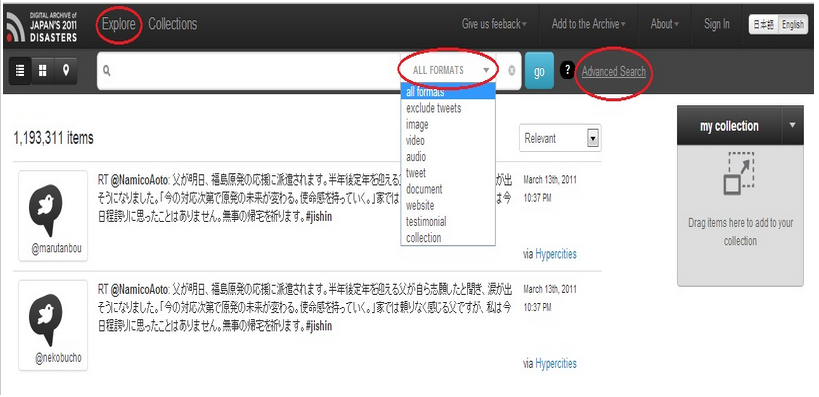 DIGITAL ARCHIVE of
JAPAN'S 2011
DISASTERS
Explore
Collections
Give us feeback
Add to the Archive
About
Sign In
日本語
English
ALL FORMATS
go
?
Advanced Search
all formats
exclude tweets
image
video
audio
tweet
document
website
testimonial
collection
1,193,311 items
Relevant
my collection
Drag items here to add to your
collection
RT @NamicoAoto: 父が明日、福島原発の応援に派遣されます。半年後定年を迎える
が出
そうになりました。「今の対応次第で原発の未来が変わる。使命感を持っていく。」家では
は今
日程誇りに思ったことはありません。無事の帰宅を祈ります。#jishin
March 13th, 2011
10:37 PM
@marutanbou
via Hypercities
RT @NamicoAoto: 父が明日、福島原発の応援に派遣されます。半年後定年を迎える父が自ら志願したと聞き、涙が出
そうになりました。「今の対応次第で原発の未来が変わる。使命感を持っていく。」家では頼りなく感じる父ですが、私は今
日程誇りに思ったことはありません。無事の帰宅を祈ります。#jishin
March 13th, 2011
10:37 PM
@nekobucho
via Hypercities